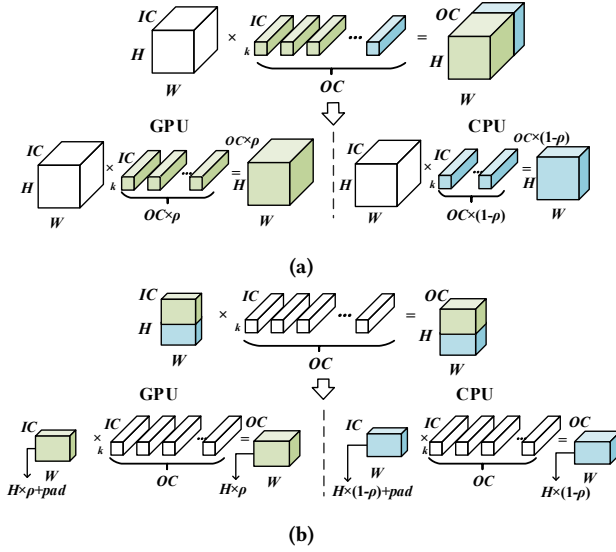 IC
OC
H × k IC ... = H
W OC W
GPU CPU
IC IC OC×ρ IC IC OC×(1-ρ)
H × k ... = H H × k ... = H
W OC×ρ W W OC×(1-ρ) W
(a)
IC IC OC
H × k ... = H
W OC W
GPU CPU
IC × k IC ... = OC IC × k IC ... = OC
W OC W W OC W
H×ρ+pad H×ρ H×(1-ρ)+pad H×(1-ρ)
(b)